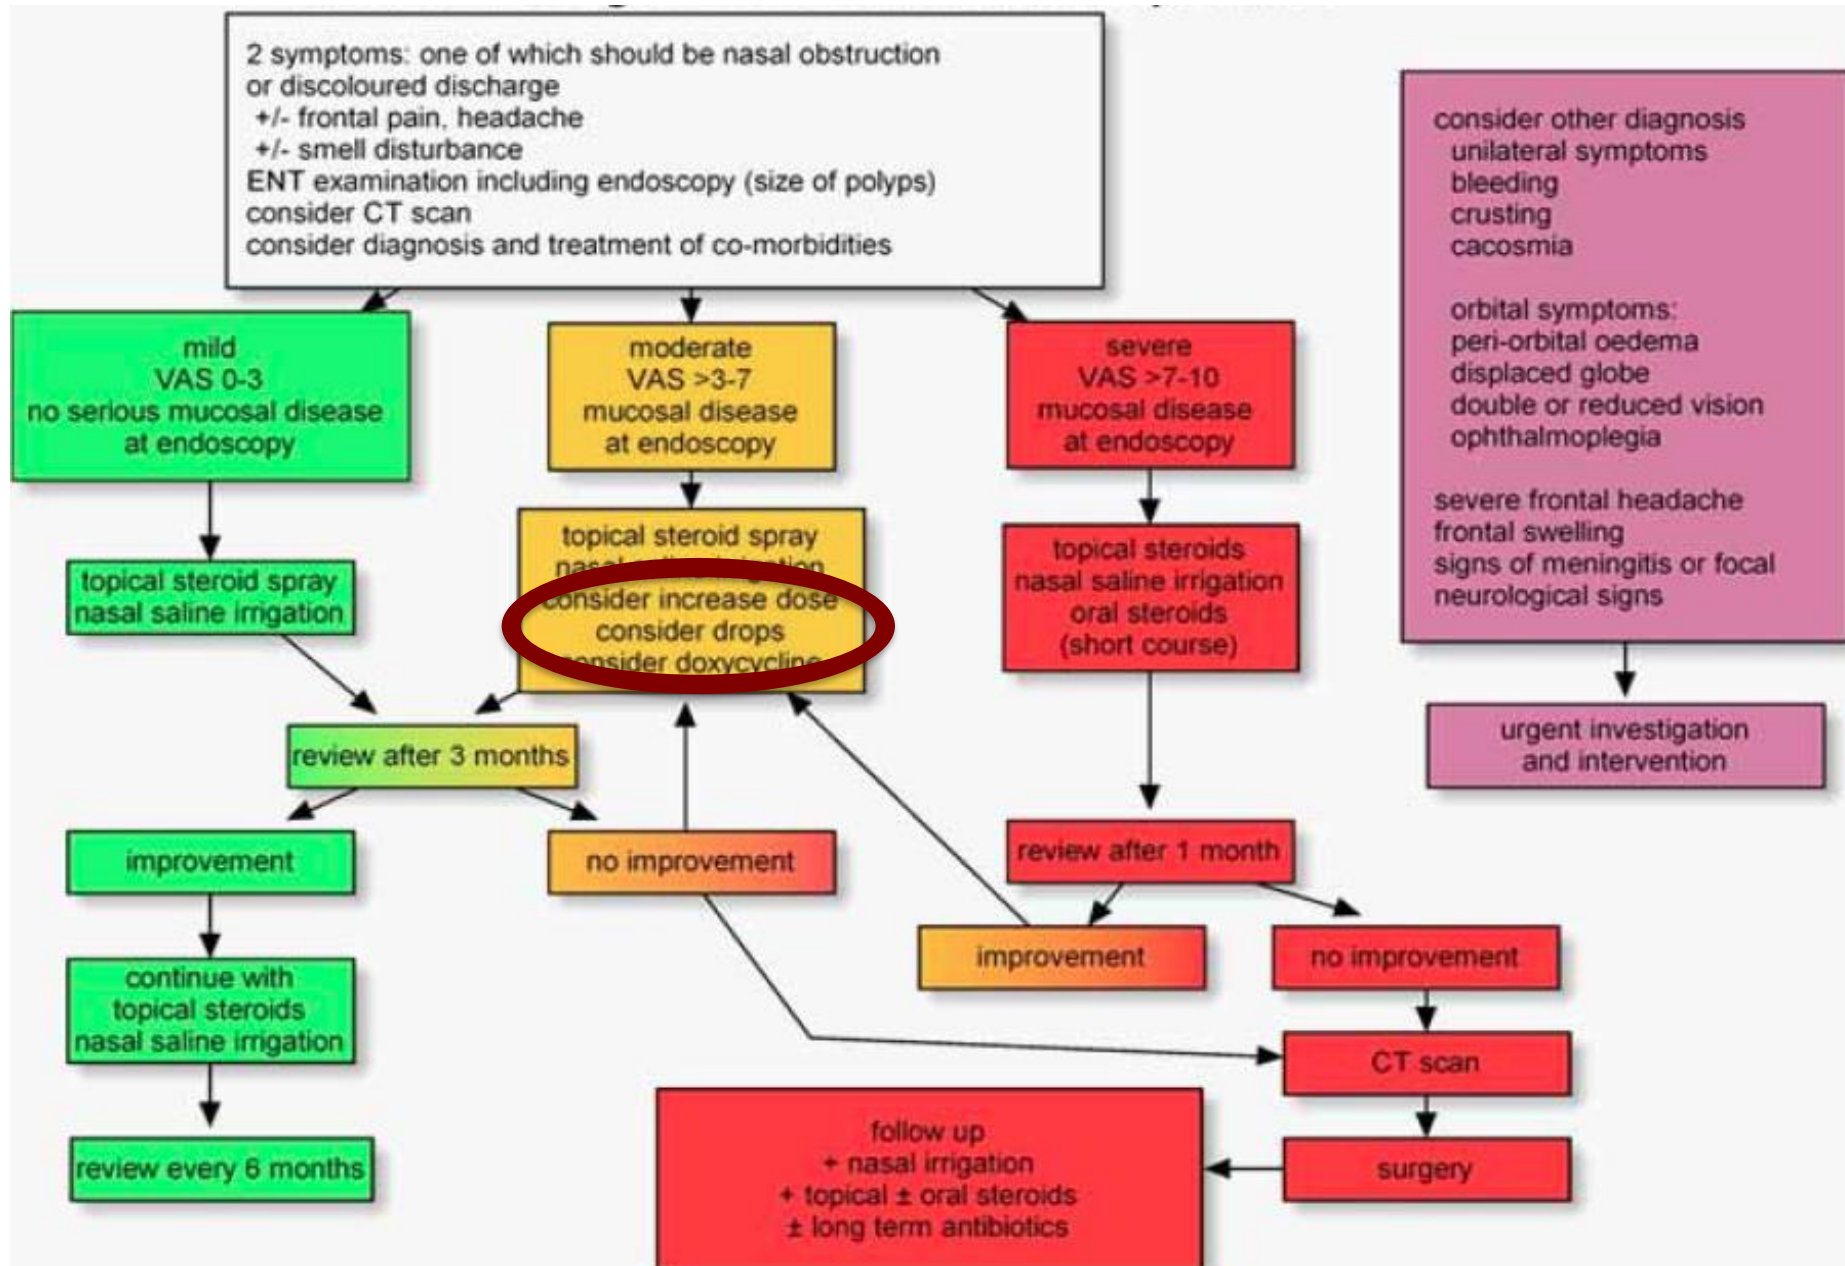 2 symptoms: one of which should be nasal obstruction
or discoloured discharge
+/- frontal pain, headache
+/- smell disturbance
ENT examination including endoscopy (size of polyps)
consider CT scan
consider diagnosis and treatment of co-morbidities
mild
VAS 0-3
no serious mucosal disease
at endoscopy
moderate
VAS >3-7
mucosal disease
at endoscopy
severe
VAS >7-10
mucosal disease
at endoscopy
topical steroid spray
nasal saline irrigation
topical steroid spray
consider increase dose
consider drops
consider doxycycline
topical steroids
nasal saline irrigation
oral steroids
(short course)
review after 3 months
improvement
no improvement
continue with
topical steroids
nasal saline irrigation
review every 6 months
review after 1 month
improvement
no improvement
CT scan
surgery
follow up
+ nasal irrigation
+ topical ± oral steroids
± long term antibiotics
consider other diagnosis
unilateral symptoms
bleeding
crusting
cacosmia
orbital symptoms:
peri-orbital oedema
displaced globe
double or reduced vision
ophthalmoplegia
severe frontal headache
frontal swelling
signs of meningitis or focal
neurological signs
urgent investigation
and intervention